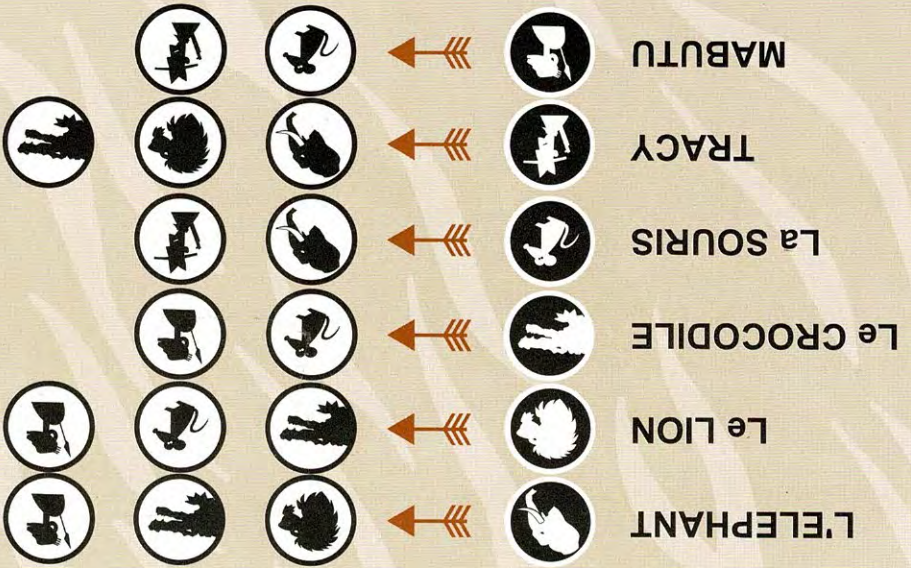 L'ELEPHANT
Le LION
Le CROCODILE
La SOURIS
TRACY
MABUTU